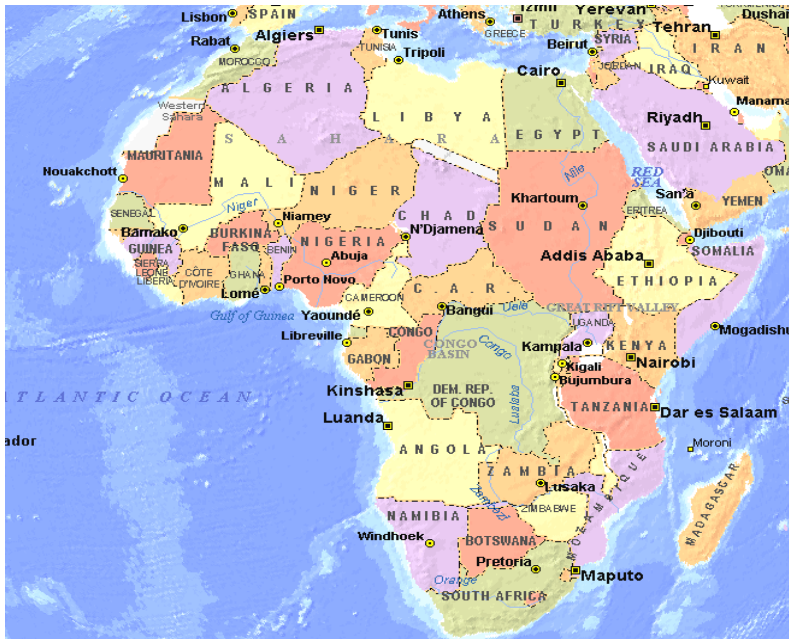 Lisbon
SPAIN
Athens
Izmir
Yerevan
Dushai
TURKEY
Algiers
Tunis
GREECE
Tehran
Rabat
TUNISIA
Tripoli
Beirut
SYRIA
IRAN
MOROCCO
Cairo
JORDAN
IRAQ
Kuwait
ALGERIA
Western
Sahara
LIBYA
EGYPT
Riyadh
Manama
SAHARA
SAUDI ARABIA
MAURITANIA
Nile
RED
SEA
OMA
Nouakchott
MALI
NIGER
Khartoum
San'a
YEMEN
Niger
CHAD
SENEGAL
Niamey
ERITREA
Bamako
BURKINA
FASO
N'Djamena
SUDAN
Djibouti
GUINEA
BENIN
NIGERIA
SOMALIA
SIERRA
LEONE
Abuja
Addis Ababa
LIBERIA
CÔTE
D'IVOIRE
GHANA
Porto Novo
ETHIOPIA
Lomé
C.A.R.
CAMEROON
Gulf of Guinea
Yaoundé
Bangui
Uele
GREAT RIFT VALLEY
UGANDA
Mogadishu
Libreville
CONGO
Congo
CONGO
BASIN
Kampala
KENYA
GABON
Kigali
Nairobi
Bujumbura
Kinshasa
DEM. REP.
OF CONGO
Lualaba
ATLANTIC OCEAN
TANZANIA
Dar es Salaam
Luanda
ador
Moroni
ANGOLA
ZAMBIA
Lusaka
Zambezi
MOZAMBIQUE
MADAGASCAR
NAMIBIA
ZIMBABWE
Windhoek
BOTSWANA
Pretoria
Maputo
Orange
SOUTH AFRICA